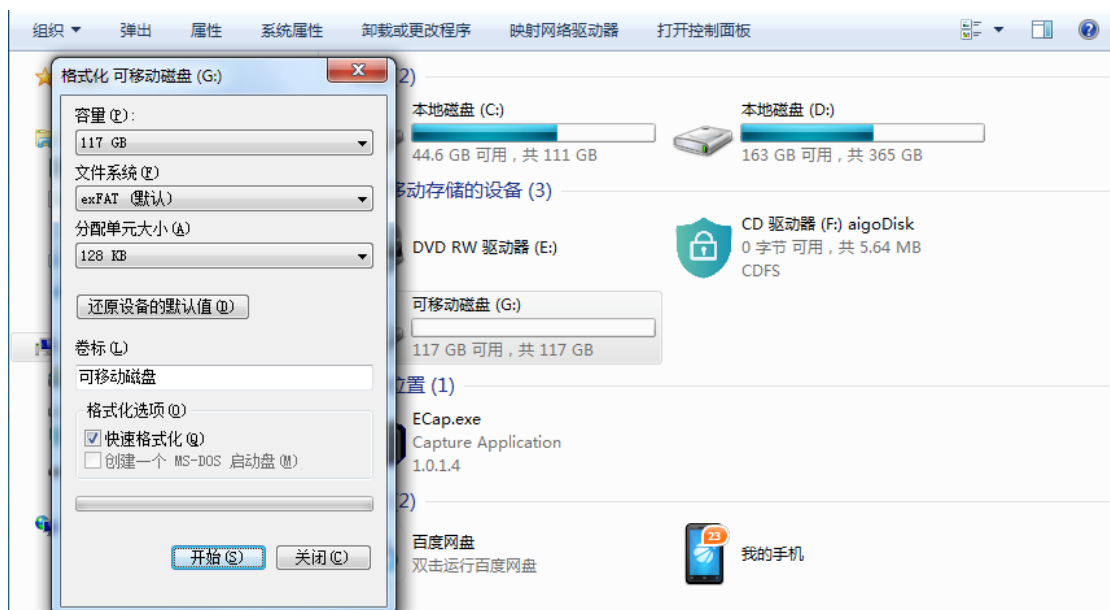 组织 弹出 属性 系统属性 卸载或更改程序 映射网络驱动器 打开控制面板
格式化 可移动磁盘 (G:)
容量(P):
117 GB
文件系统(F)
exFAT (默认)
分配单元大小(A)
128 KB
还原设备的默认值(D)
卷标(L)
可移动磁盘
格式化选项(O)
快速格式化(Q)
创建一个 MS-DOS 启动盘(M)
开始(S) 关闭(C)
(2)
本地磁盘 (C:)
44.6 GB 可用，共 111 GB
本地磁盘 (D:)
163 GB 可用，共 365 GB
移动存储的设备 (3)
DVD RW 驱动器 (E:)
CD 驱动器 (F:) aigoDisk
0 字节 可用，共 5.64 MB
CDFS
可移动磁盘 (G:)
117 GB 可用，共 117 GB
位置 (1)
ECap.exe
Capture Application
1.0.1.4
(2)
百度网盘
双击运行百度网盘
23
我的手机